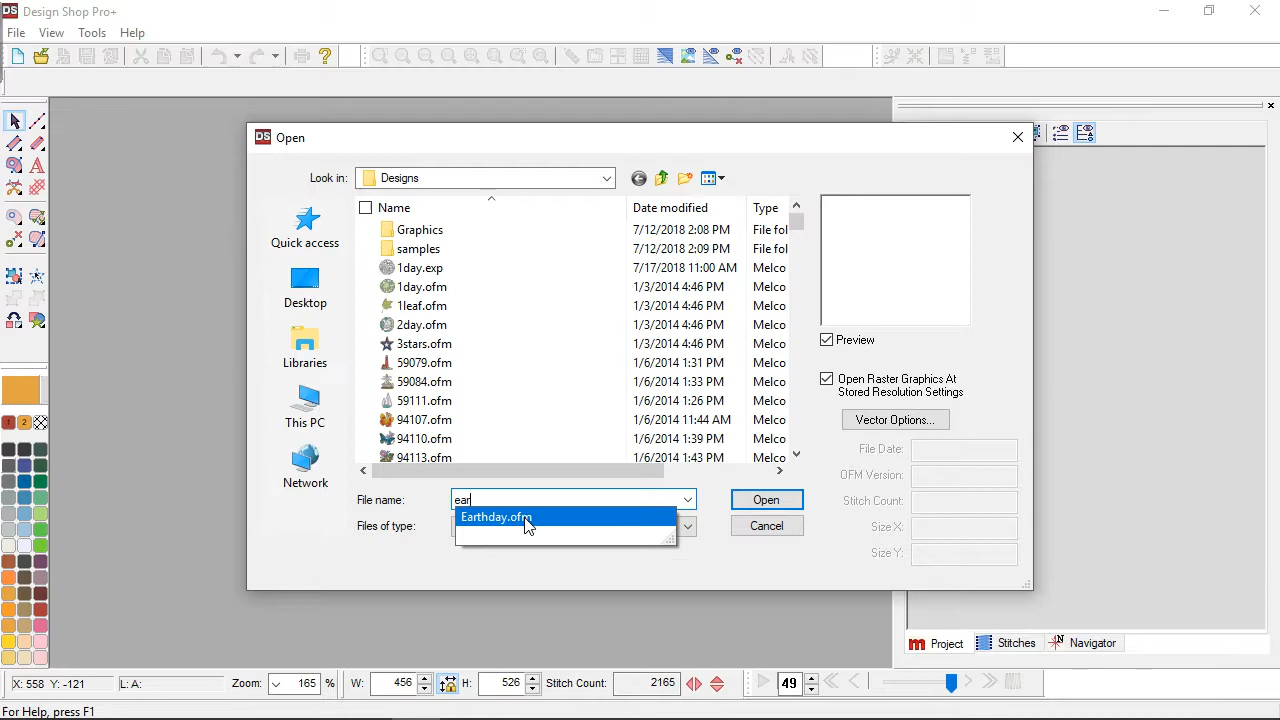 DS Design Shop Pro+
File View Tools Help
DS Open
Look in: Designs
Name Date modified Type
Graphics 7/12/2018 2:08 PM File fol
samples 7/12/2018 2:09 PM File fol
1day.exp 7/17/2018 11:00 AM Melco
1day.ofm 1/3/2014 4:46 PM Melco
1leaf.ofm 1/3/2014 4:46 PM Melco
2day.ofm 1/3/2014 4:46 PM Melco
3stars.ofm 1/3/2014 4:46 PM Melco
59079.ofm 1/6/2014 1:31 PM Melco
59084.ofm 1/6/2014 1:33 PM Melco
59111.ofm 1/6/2014 1:26 PM Melco
94107.ofm 1/6/2014 11:44 AM Melco
94110.ofm 1/6/2014 1:39 PM Melco
94113.ofm 1/6/2014 1:43 PM Melco
Quick access
Desktop
Libraries
This PC
Network
Preview
Open Raster Graphics At
Stored Resolution Settings
Vector Options...
File Date:
OFM Version:
Stitch Count:
Size X:
Size Y:
File name: ear Open
Earthday.ofm
Files of type: Cancel
1 2
m Project Stitches N Navigator
X: 558 Y: -121 L: A: Zoom: 165 % W: 456 H: 526 Stitch Count: 2165 49
For Help, press F1